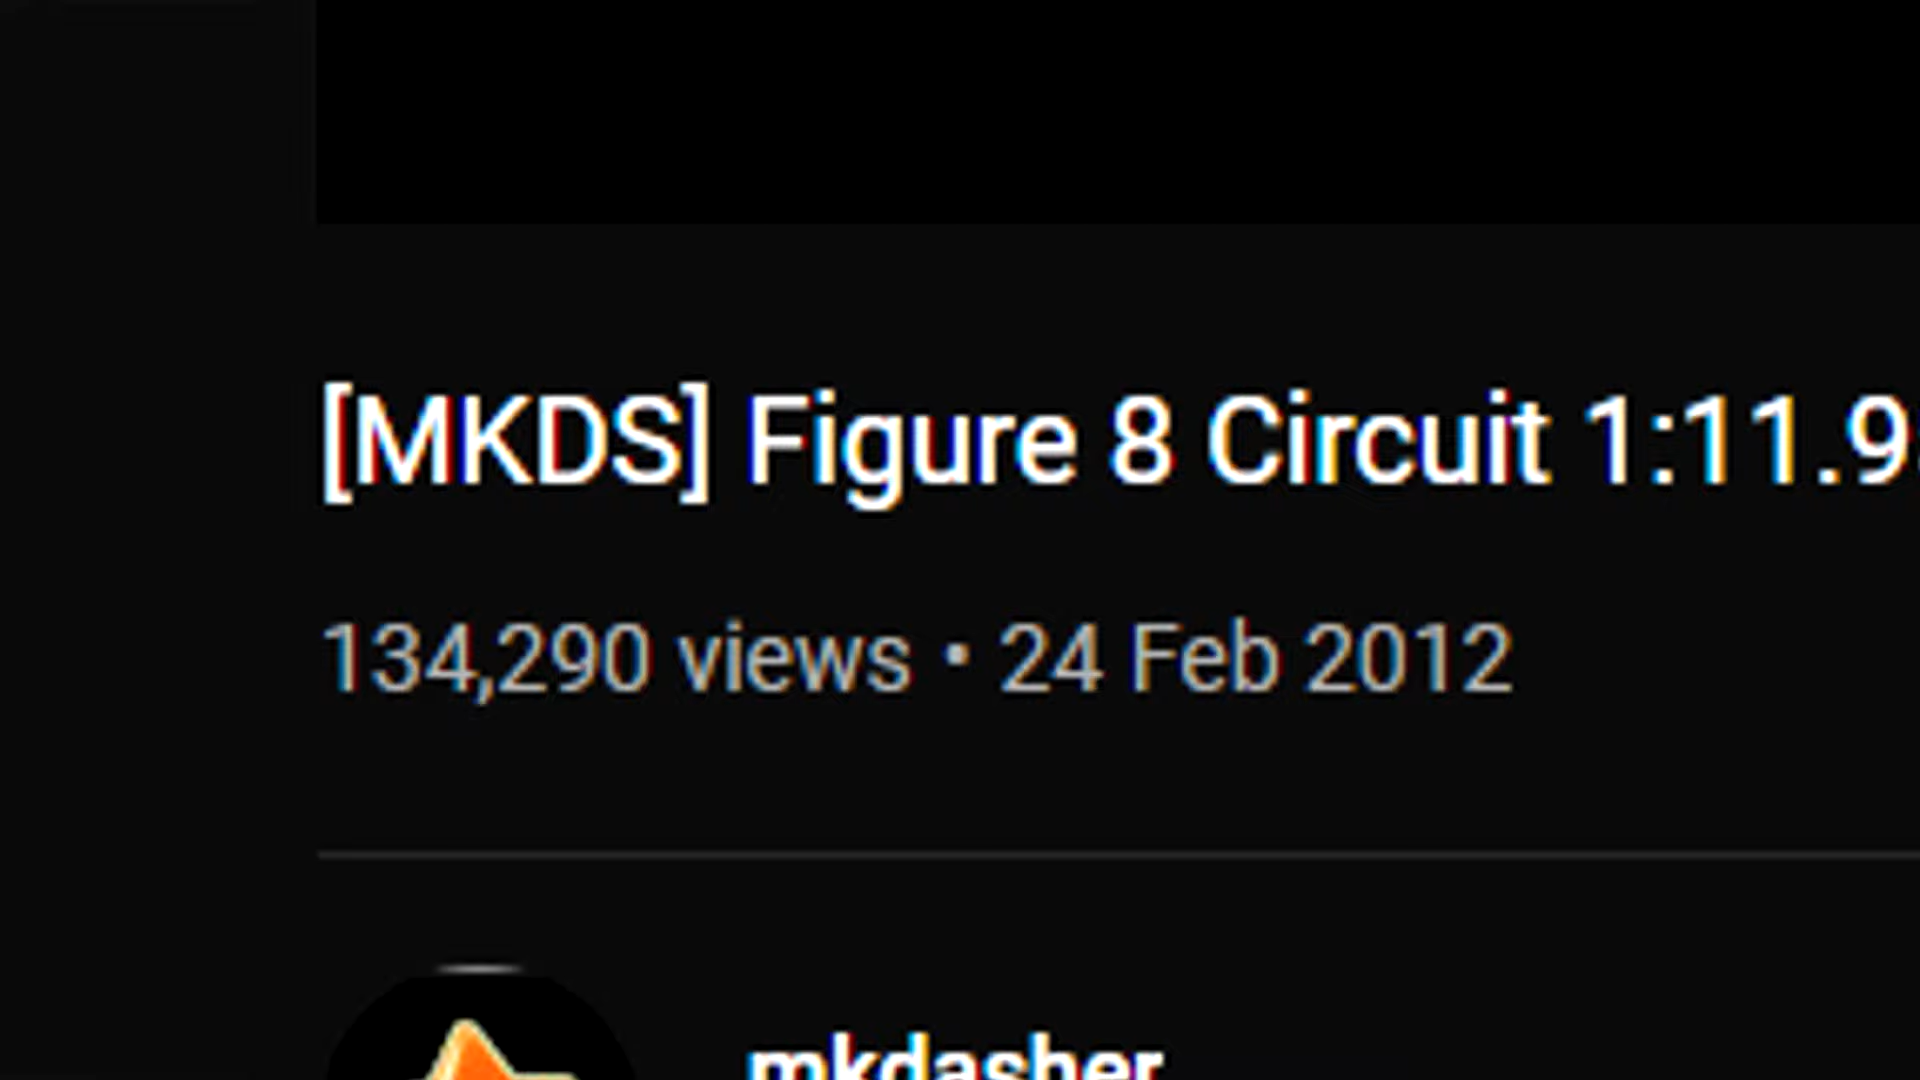 [MKDS] Figure 8 Circuit 1:11.9
134,290 views • 24 Feb 2012
mkdasher